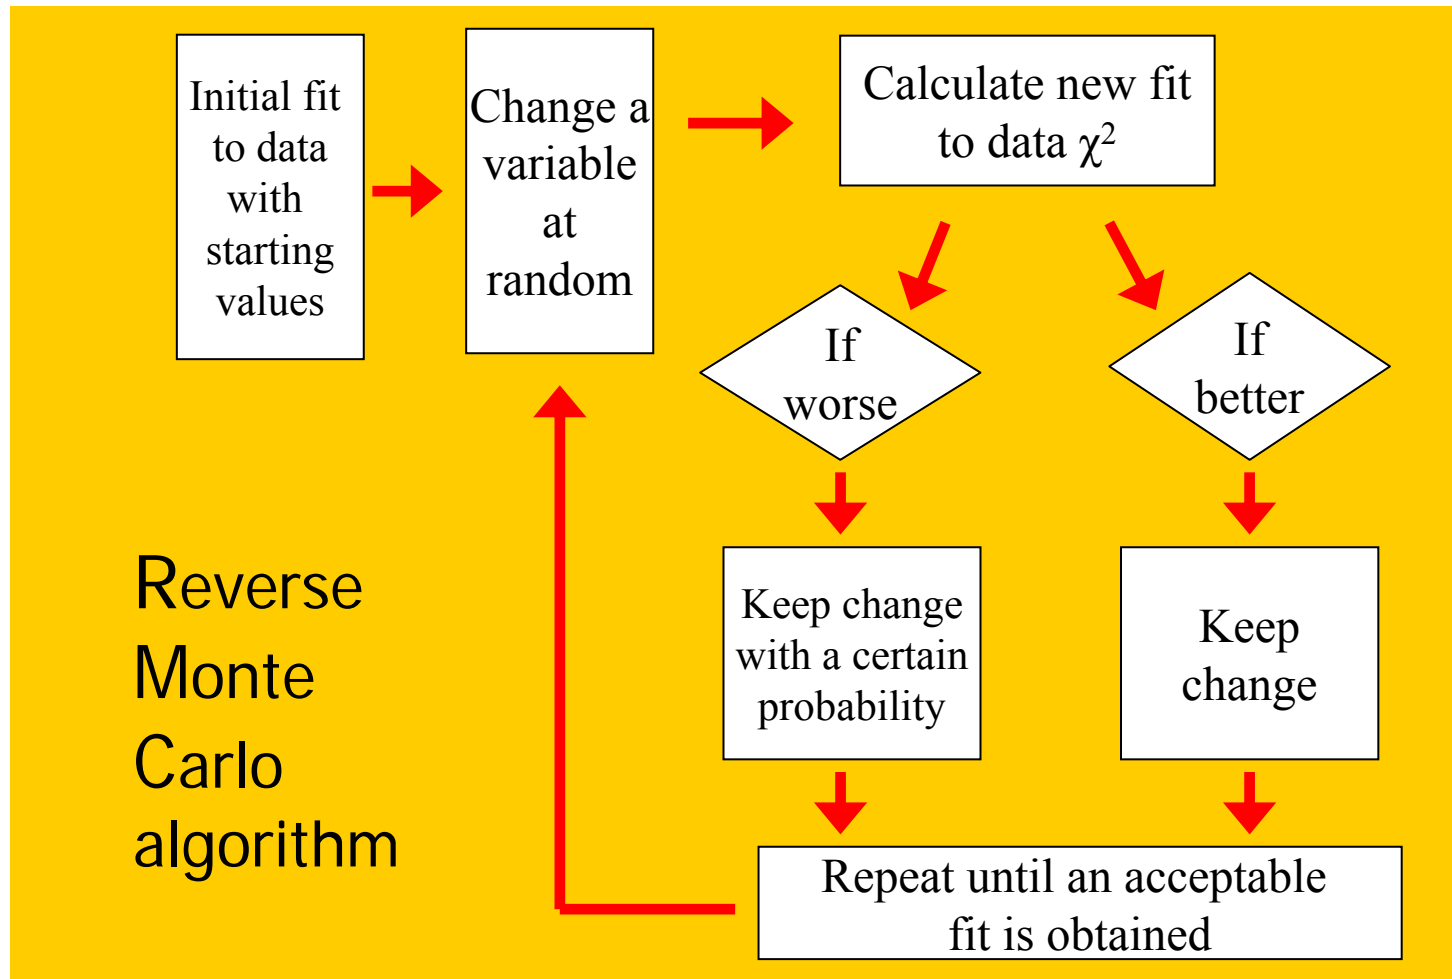 Initial fit
to data
with
starting
values
Change a
variable
at
random
Calculate new fit
to data χ²
If
worse
If
better
Keep change
with a certain
probability
Keep
change
Repeat until an acceptable
fit is obtained
Reverse
Monte
Carlo
algorithm